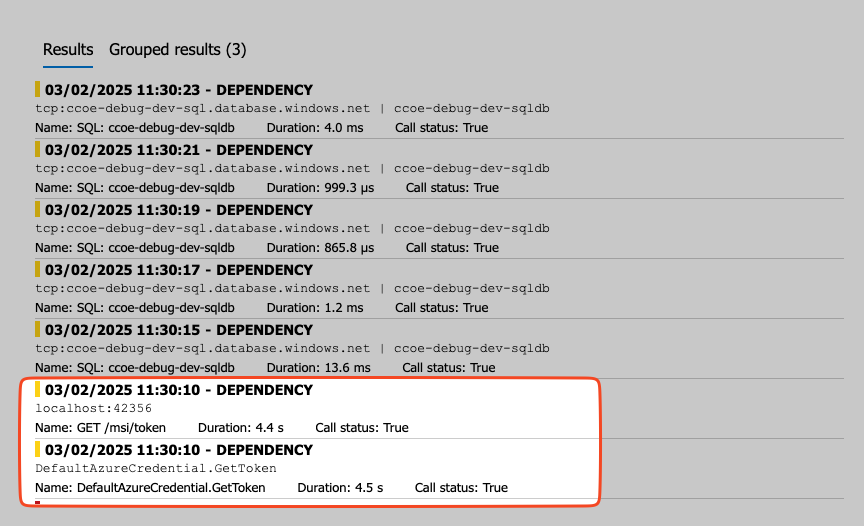 Results Grouped results (3)
03/02/2025 11:30:23 - DEPENDENCY
tcp:ccoe-debug-dev-sql.database.windows.net | ccoe-debug-dev-sqldb
Name: SQL: ccoe-debug-dev-sqldb Duration: 4.0 ms Call status: True
03/02/2025 11:30:21 - DEPENDENCY
tcp:ccoe-debug-dev-sql.database.windows.net | ccoe-debug-dev-sqldb
Name: SQL: ccoe-debug-dev-sqldb Duration: 999.3 µs Call status: True
03/02/2025 11:30:19 - DEPENDENCY
tcp:ccoe-debug-dev-sql.database.windows.net | ccoe-debug-dev-sqldb
Name: SQL: ccoe-debug-dev-sqldb Duration: 865.8 µs Call status: True
03/02/2025 11:30:17 - DEPENDENCY
tcp:ccoe-debug-dev-sql.database.windows.net | ccoe-debug-dev-sqldb
Name: SQL: ccoe-debug-dev-sqldb Duration: 1.2 ms Call status: True
03/02/2025 11:30:15 - DEPENDENCY
tcp:ccoe-debug-dev-sql.database.windows.net | ccoe-debug-dev-sqldb
Name: SQL: ccoe-debug-dev-sqldb Duration: 13.6 ms Call status: True
03/02/2025 11:30:10 - DEPENDENCY
localhost:42356
Name: GET /msi/token Duration: 4.4 s Call status: True
03/02/2025 11:30:10 - DEPENDENCY
DefaultAzureCredential.GetToken
Name: DefaultAzureCredential.GetToken Duration: 4.5 s Call status: True